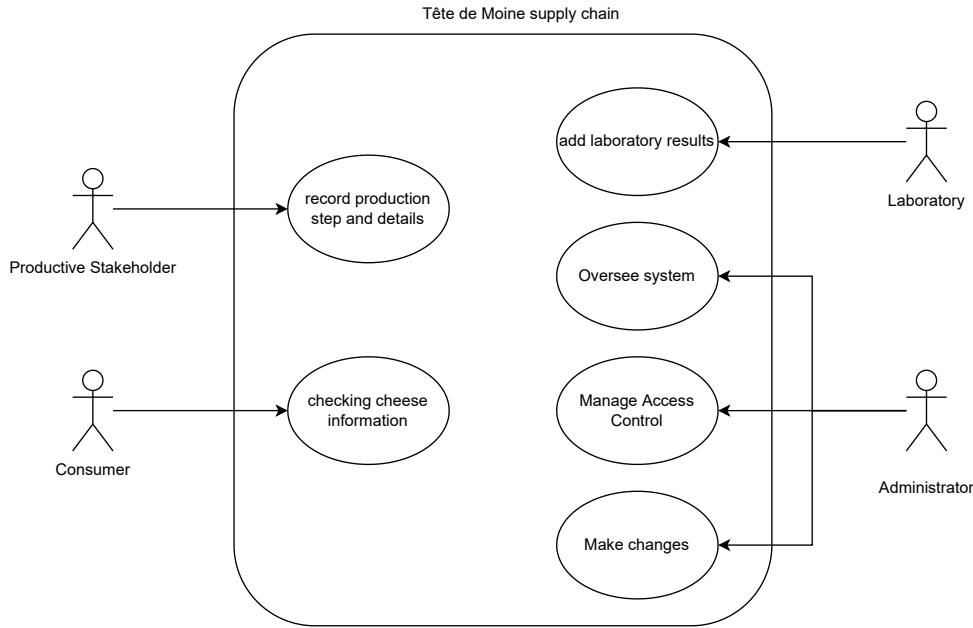 Tête de Moine supply chain
add laboratory results
Laboratory
record production
step and details
Productive Stakeholder
Oversee system
checking cheese
information
Consumer
Manage Access
Control
Administrator
Make changes